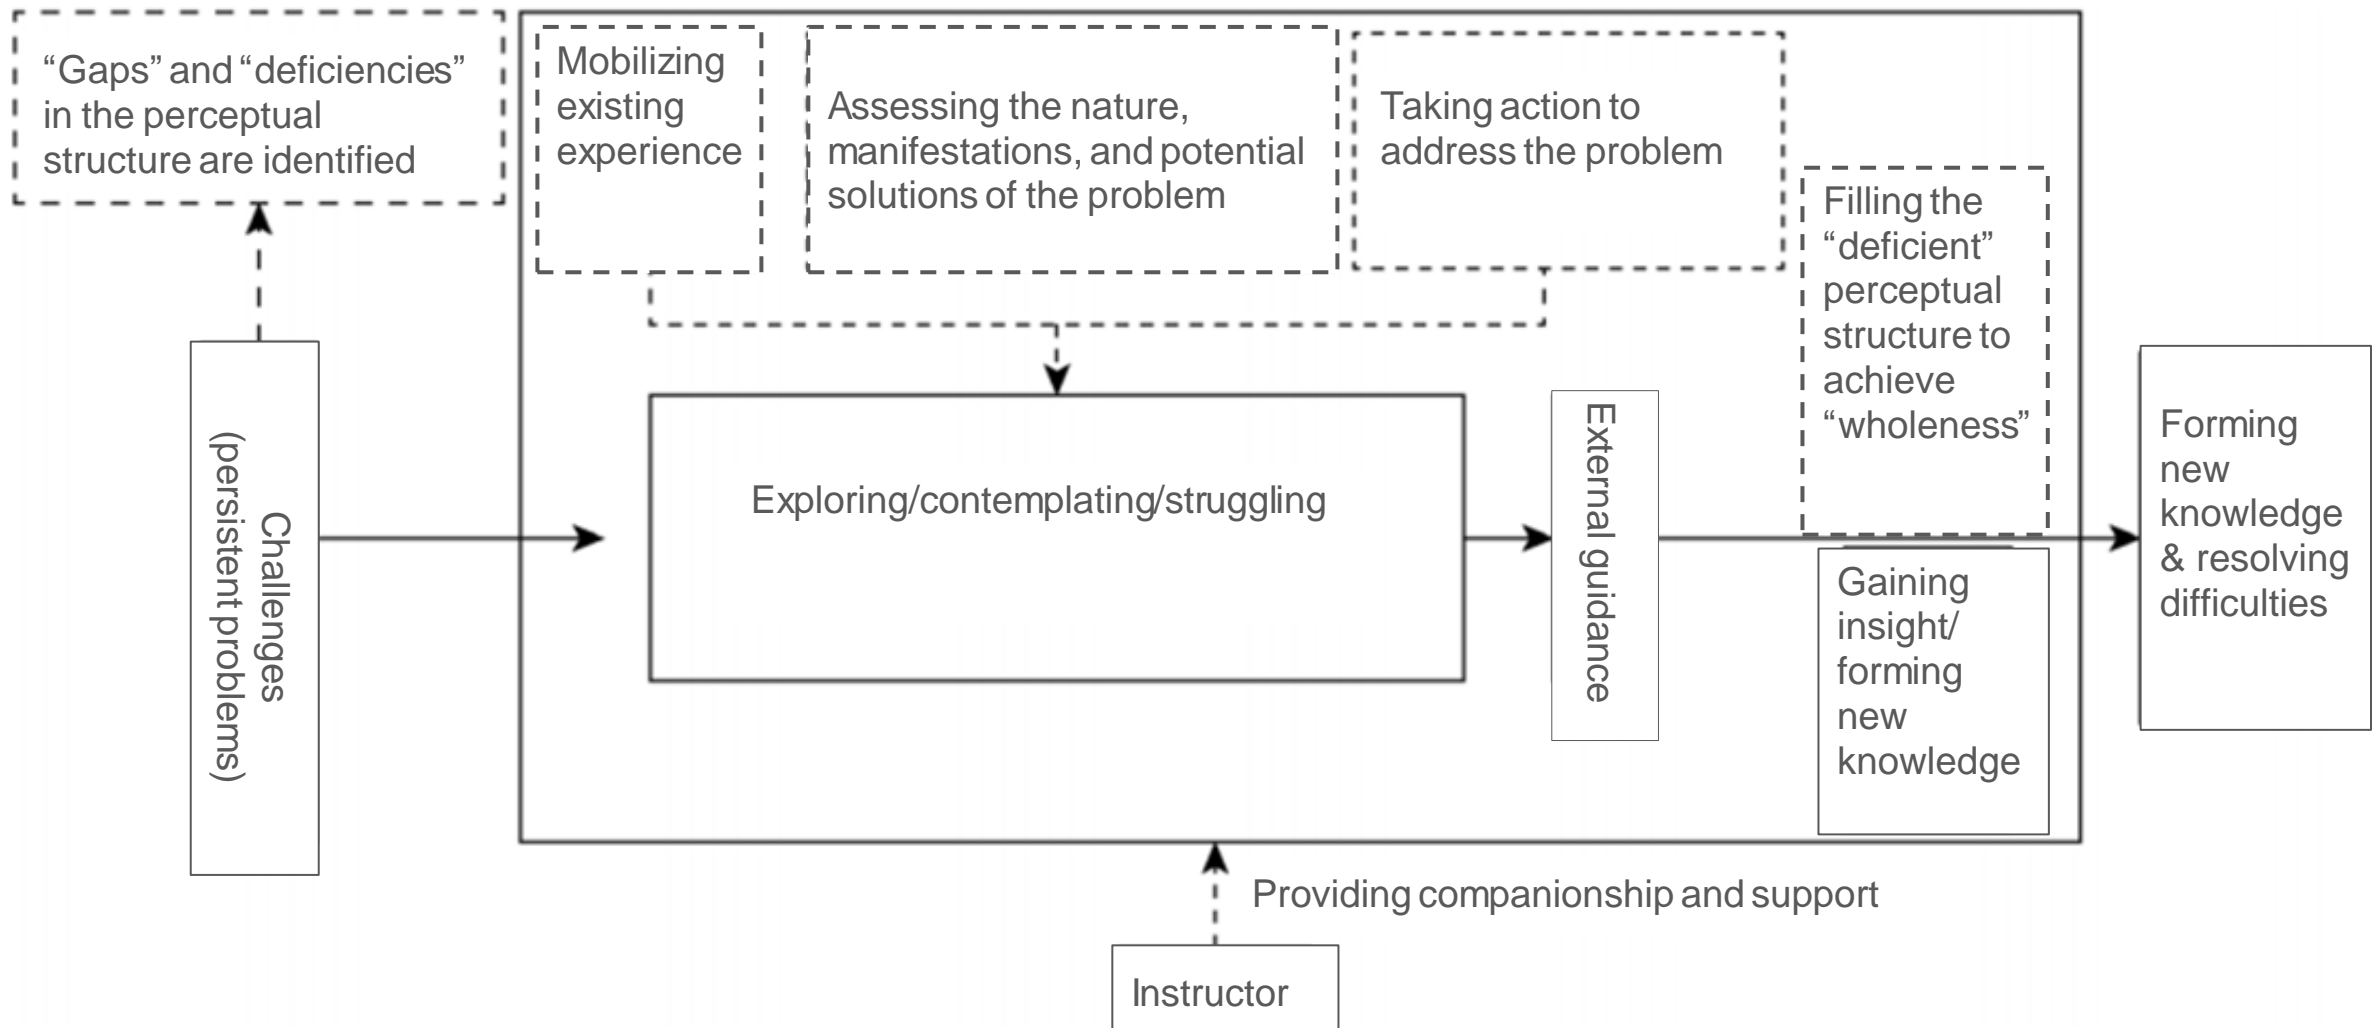 “Gaps” and “deficiencies”
in the perceptual
structure are identified
Mobilizing
existing
experience
Assessing the nature,
manifestations, and potential
solutions of the problem
Taking action to
address the problem
Filling the
“deficient”
perceptual
structure to
achieve
“wholeness”
Challenges
(persistent problems)
Exploring/contemplating/struggling
External guidance
Gaining
insight/
forming
new
knowledge
Forming
new
knowledge
& resolving
difficulties
Providing companionship and support
Instructor